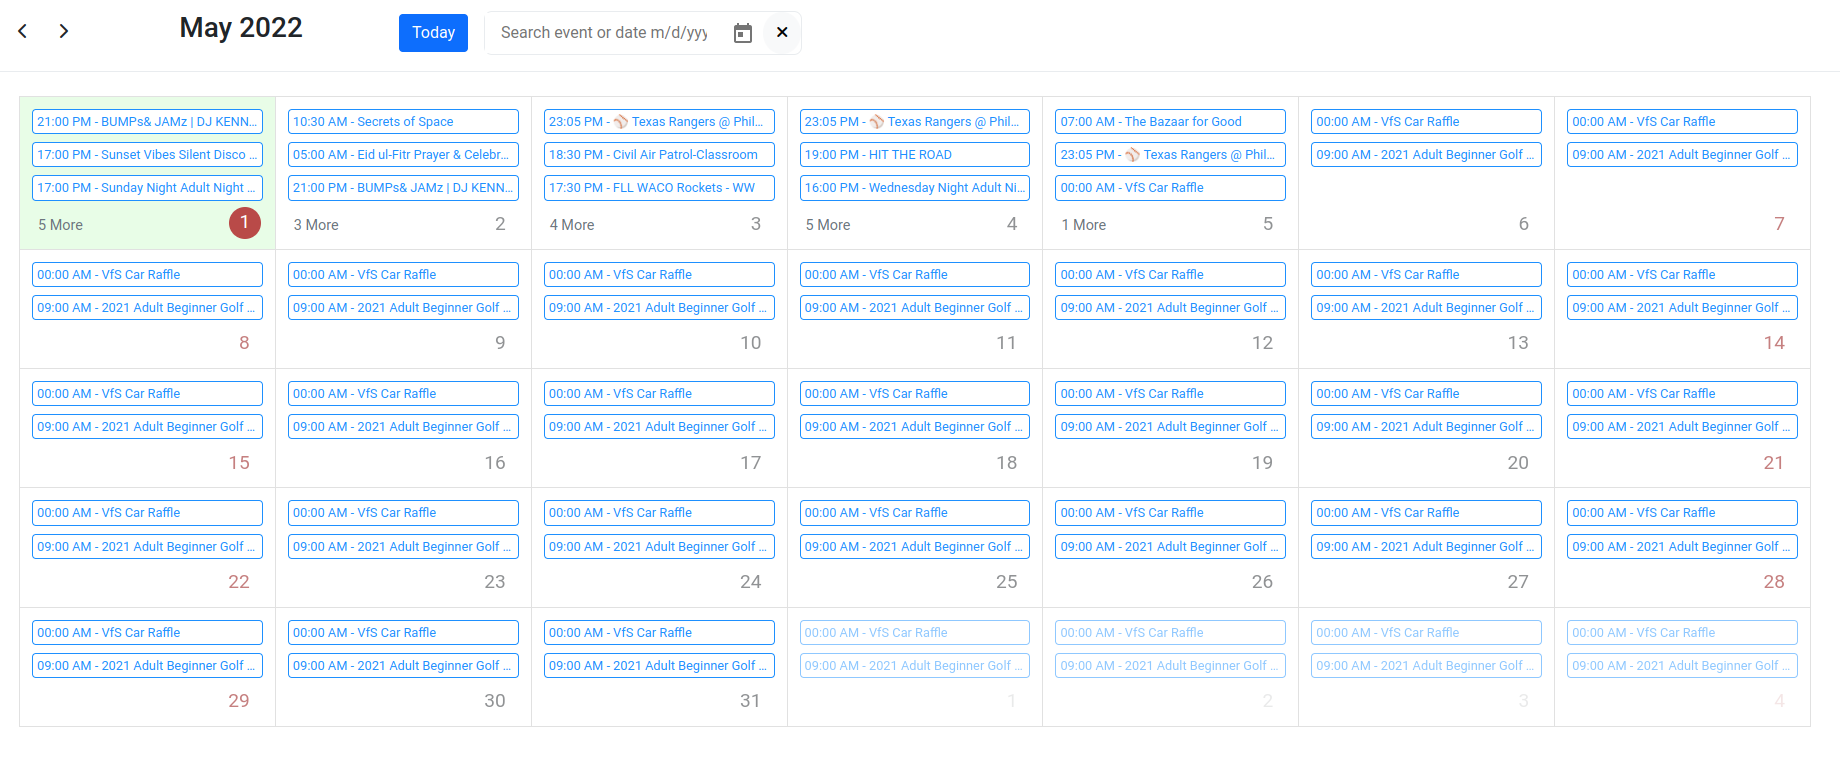 May 2022
Today
Search event or date m/d/yyy
21:00 PM - BUMPs& JAMz | DJ KENN...
17:00 PM - Sunset Vibes Silent Disco ...
17:00 PM - Sunday Night Adult Night ...
5 More
1
10:30 AM - Secrets of Space
05:00 AM - Eid ul-Fitr Prayer & Celebr...
21:00 PM - BUMPs& JAMz | DJ KENN...
3 More
2
23:05 PM - ⚾ Texas Rangers @ Phil...
18:30 PM - Civil Air Patrol-Classroom
17:30 PM - FLL WACO Rockets - WW
4 More
3
23:05 PM - ⚾ Texas Rangers @ Phil...
19:00 PM - HIT THE ROAD
16:00 PM - Wednesday Night Adult Ni...
5 More
4
07:00 AM - The Bazaar for Good
23:05 PM - ⚾ Texas Rangers @ Phil...
00:00 AM - VfS Car Raffle
1 More
5
00:00 AM - VfS Car Raffle
09:00 AM - 2021 Adult Beginner Golf ...
6
00:00 AM - VfS Car Raffle
09:00 AM - 2021 Adult Beginner Golf ...
7
00:00 AM - VfS Car Raffle
09:00 AM - 2021 Adult Beginner Golf ...
8
00:00 AM - VfS Car Raffle
09:00 AM - 2021 Adult Beginner Golf ...
9
00:00 AM - VfS Car Raffle
09:00 AM - 2021 Adult Beginner Golf ...
10
00:00 AM - VfS Car Raffle
09:00 AM - 2021 Adult Beginner Golf ...
11
00:00 AM - VfS Car Raffle
09:00 AM - 2021 Adult Beginner Golf ...
12
00:00 AM - VfS Car Raffle
09:00 AM - 2021 Adult Beginner Golf ...
13
00:00 AM - VfS Car Raffle
09:00 AM - 2021 Adult Beginner Golf ...
14
00:00 AM - VfS Car Raffle
09:00 AM - 2021 Adult Beginner Golf ...
15
00:00 AM - VfS Car Raffle
09:00 AM - 2021 Adult Beginner Golf ...
16
00:00 AM - VfS Car Raffle
09:00 AM - 2021 Adult Beginner Golf ...
17
00:00 AM - VfS Car Raffle
09:00 AM - 2021 Adult Beginner Golf ...
18
00:00 AM - VfS Car Raffle
09:00 AM - 2021 Adult Beginner Golf ...
19
00:00 AM - VfS Car Raffle
09:00 AM - 2021 Adult Beginner Golf ...
20
00:00 AM - VfS Car Raffle
09:00 AM - 2021 Adult Beginner Golf ...
21
00:00 AM - VfS Car Raffle
09:00 AM - 2021 Adult Beginner Golf ...
22
00:00 AM - VfS Car Raffle
09:00 AM - 2021 Adult Beginner Golf ...
23
00:00 AM - VfS Car Raffle
09:00 AM - 2021 Adult Beginner Golf ...
24
00:00 AM - VfS Car Raffle
09:00 AM - 2021 Adult Beginner Golf ...
25
00:00 AM - VfS Car Raffle
09:00 AM - 2021 Adult Beginner Golf ...
26
00:00 AM - VfS Car Raffle
09:00 AM - 2021 Adult Beginner Golf ...
27
00:00 AM - VfS Car Raffle
09:00 AM - 2021 Adult Beginner Golf ...
28
00:00 AM - VfS Car Raffle
09:00 AM - 2021 Adult Beginner Golf ...
29
00:00 AM - VfS Car Raffle
09:00 AM - 2021 Adult Beginner Golf ...
30
00:00 AM - VfS Car Raffle
09:00 AM - 2021 Adult Beginner Golf ...
31
00:00 AM - VfS Car Raffle
09:00 AM - 2021 Adult Beginner Golf ...
1
00:00 AM - VfS Car Raffle
09:00 AM - 2021 Adult Beginner Golf ...
2
00:00 AM - VfS Car Raffle
09:00 AM - 2021 Adult Beginner Golf ...
3
00:00 AM - VfS Car Raffle
09:00 AM - 2021 Adult Beginner Golf ...
4